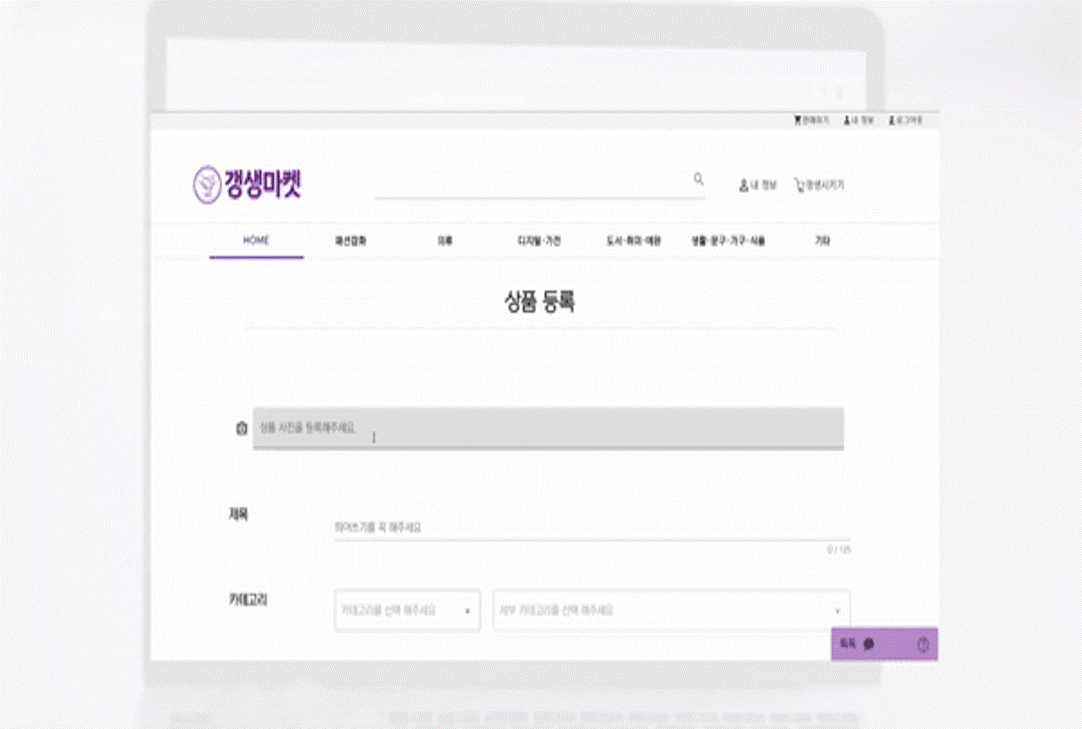 판매하기 내 정보 로그아웃
갱생마켓
내 정보 갱생시키기
HOME 패션잡화 의류 디지털·가전 도서·취미·애완 생활·문구·가구·식품 기타
상품 등록
상품 사진을 등록해주세요.
제목
띄어쓰기를 꼭 해주세요
0 / 125
카테고리
카테고리를 선택 해주세요 세부 카테고리를 선택 해주세요
톡톡